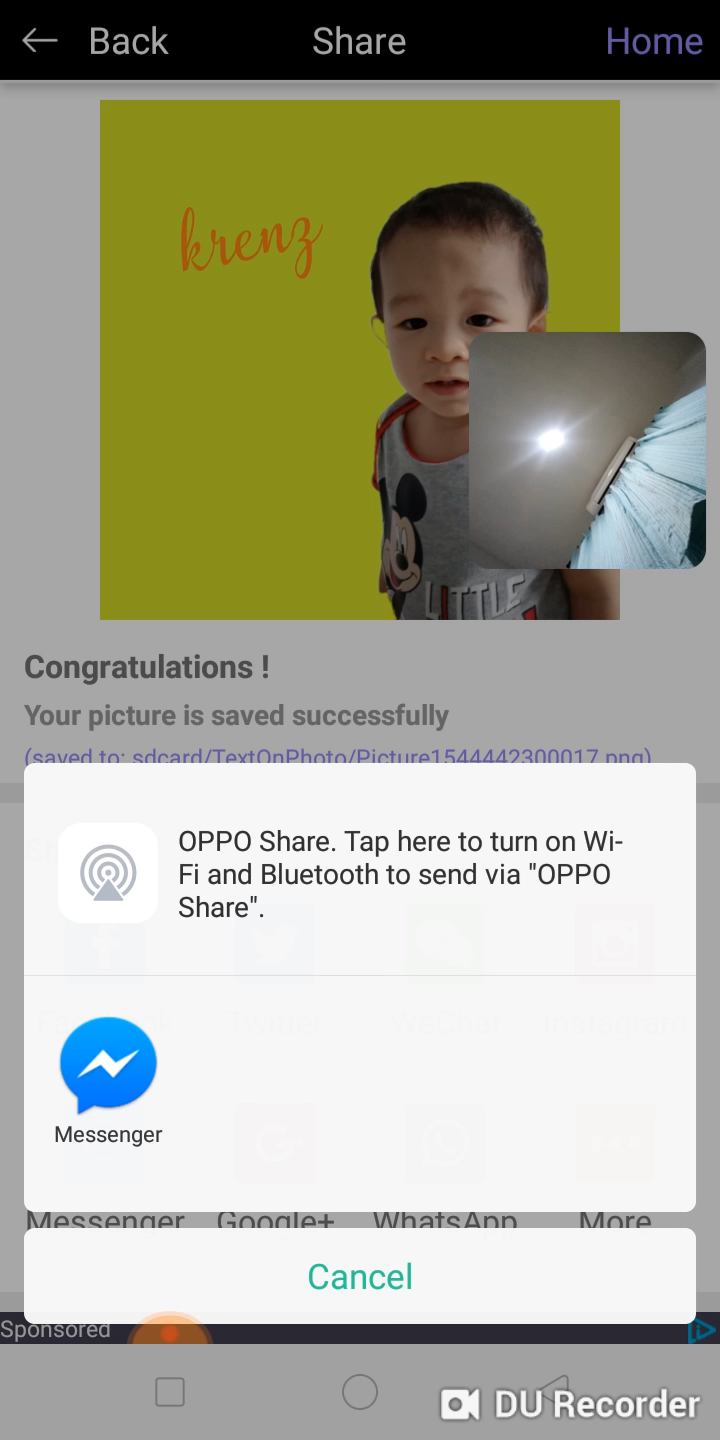 Back
Share
Home
krenz
LITTLE
Congratulations !
Your picture is saved successfully
(saved to: sdcard/TextOnPhoto/Picture1544442300017.png)
OPPO Share. Tap here to turn on Wi-
Fi and Bluetooth to send via "OPPO
Share".
Facebook Twitter WeChat Instagram
Messenger
Messenger Google+ WhatsApp More
Cancel
Sponsored
DU Recorder